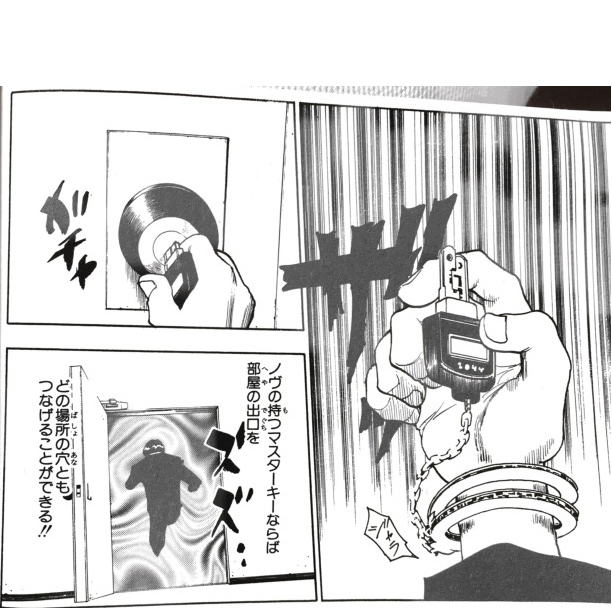 ザッ
ジャラ
2044
ガチャ
ノヴの持つマスターキーならば
部屋の出口を
どの場所の穴とも
つなげることができる!!
ズズ…